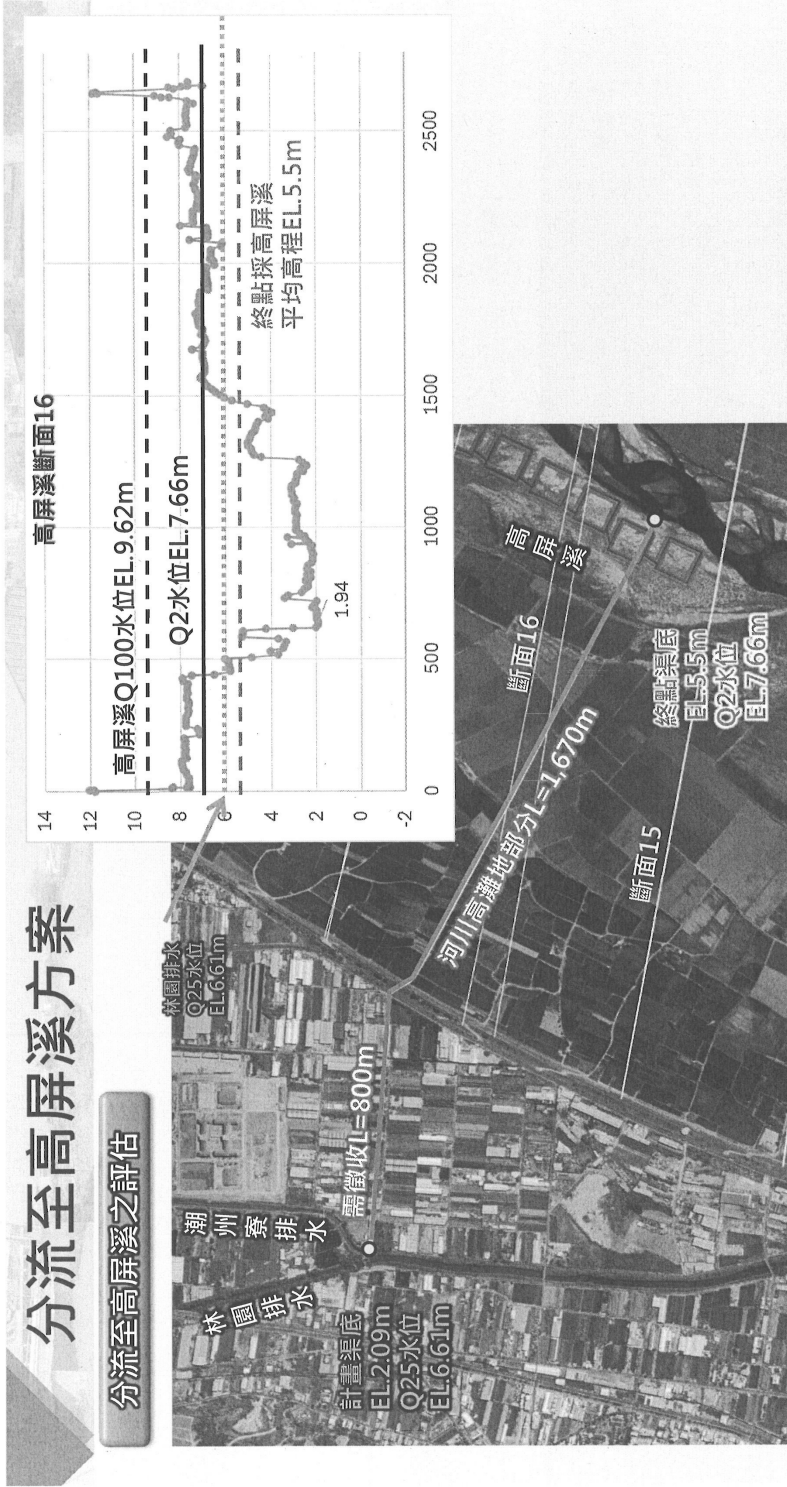 分流至高屏溪方案
分流至高屏溪之評估
高屏溪斷面16
14
12
10
8
6
4
2
0
-2
0
500
1000
1500
2000
2500
高屏溪Q100水位EL.9.62m
Q2水位EL.7.66m
終點採高屏溪
平均高程EL.5.5m
1.94
林園排水
Q25水位
EL.6.61m
潮州寮排水
林園排水
需徵收L=800m
計畫渠底
EL.2.09m
Q25水位
EL.6.61m
河川高灘地部分L=1,670m
高屏溪
斷面16
斷面15
終點渠底
EL.5.5m
Q2水位
EL.7.66m